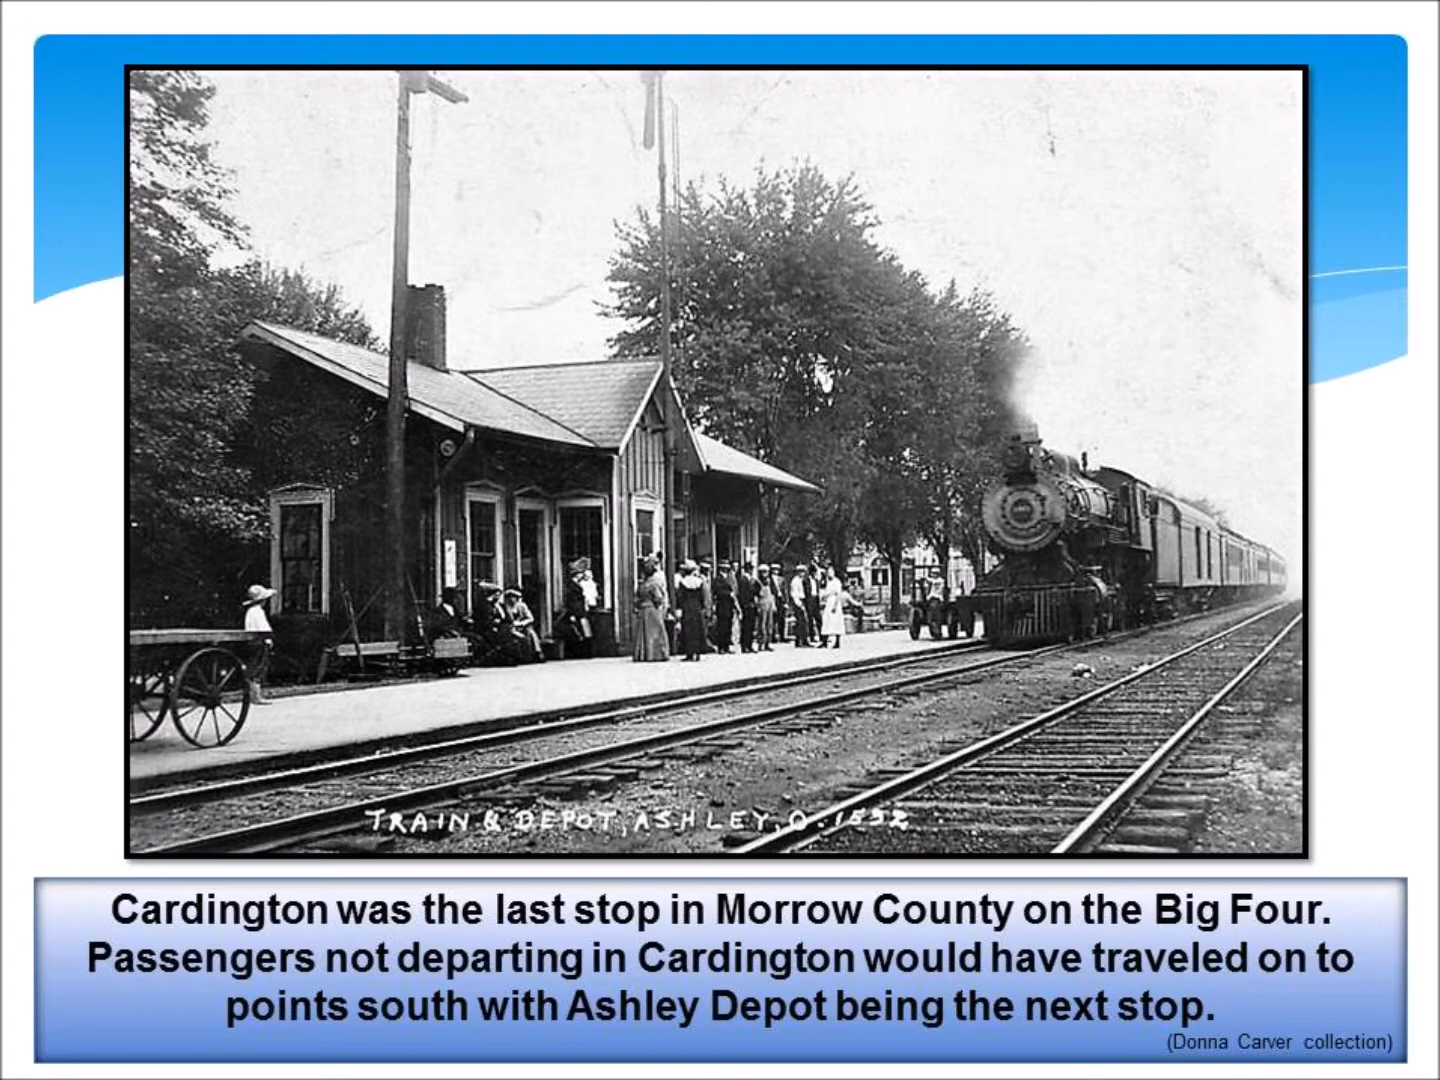 TRAIN & DEPOT, ASHLEY, O. 1592
Cardington was the last stop in Morrow County on the Big Four.
Passengers not departing in Cardington would have traveled on to
points south with Ashley Depot being the next stop.
(Donna Carver collection)